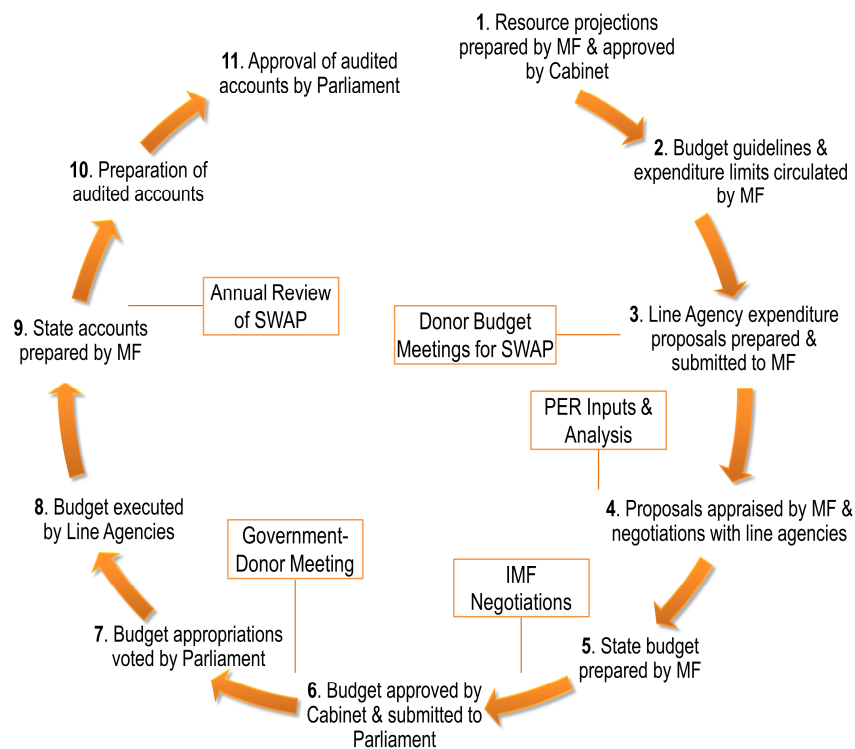 1. Resource projections
prepared by MF & approved
by Cabinet
2. Budget guidelines &
expenditure limits circulated
by MF
3. Line Agency expenditure
proposals prepared &
submitted to MF
Donor Budget
Meetings for SWAP
PER Inputs &
Analysis
4. Proposals appraised by MF &
negotiations with line agencies
5. State budget
prepared by MF
IMF
Negotiations
6. Budget approved by
Cabinet & submitted to
Parliament
Government-
Donor Meeting
7. Budget appropriations
voted by Parliament
8. Budget executed
by Line Agencies
9. State accounts
prepared by MF
Annual Review
of SWAP
10. Preparation of
audited accounts
11. Approval of audited
accounts by Parliament